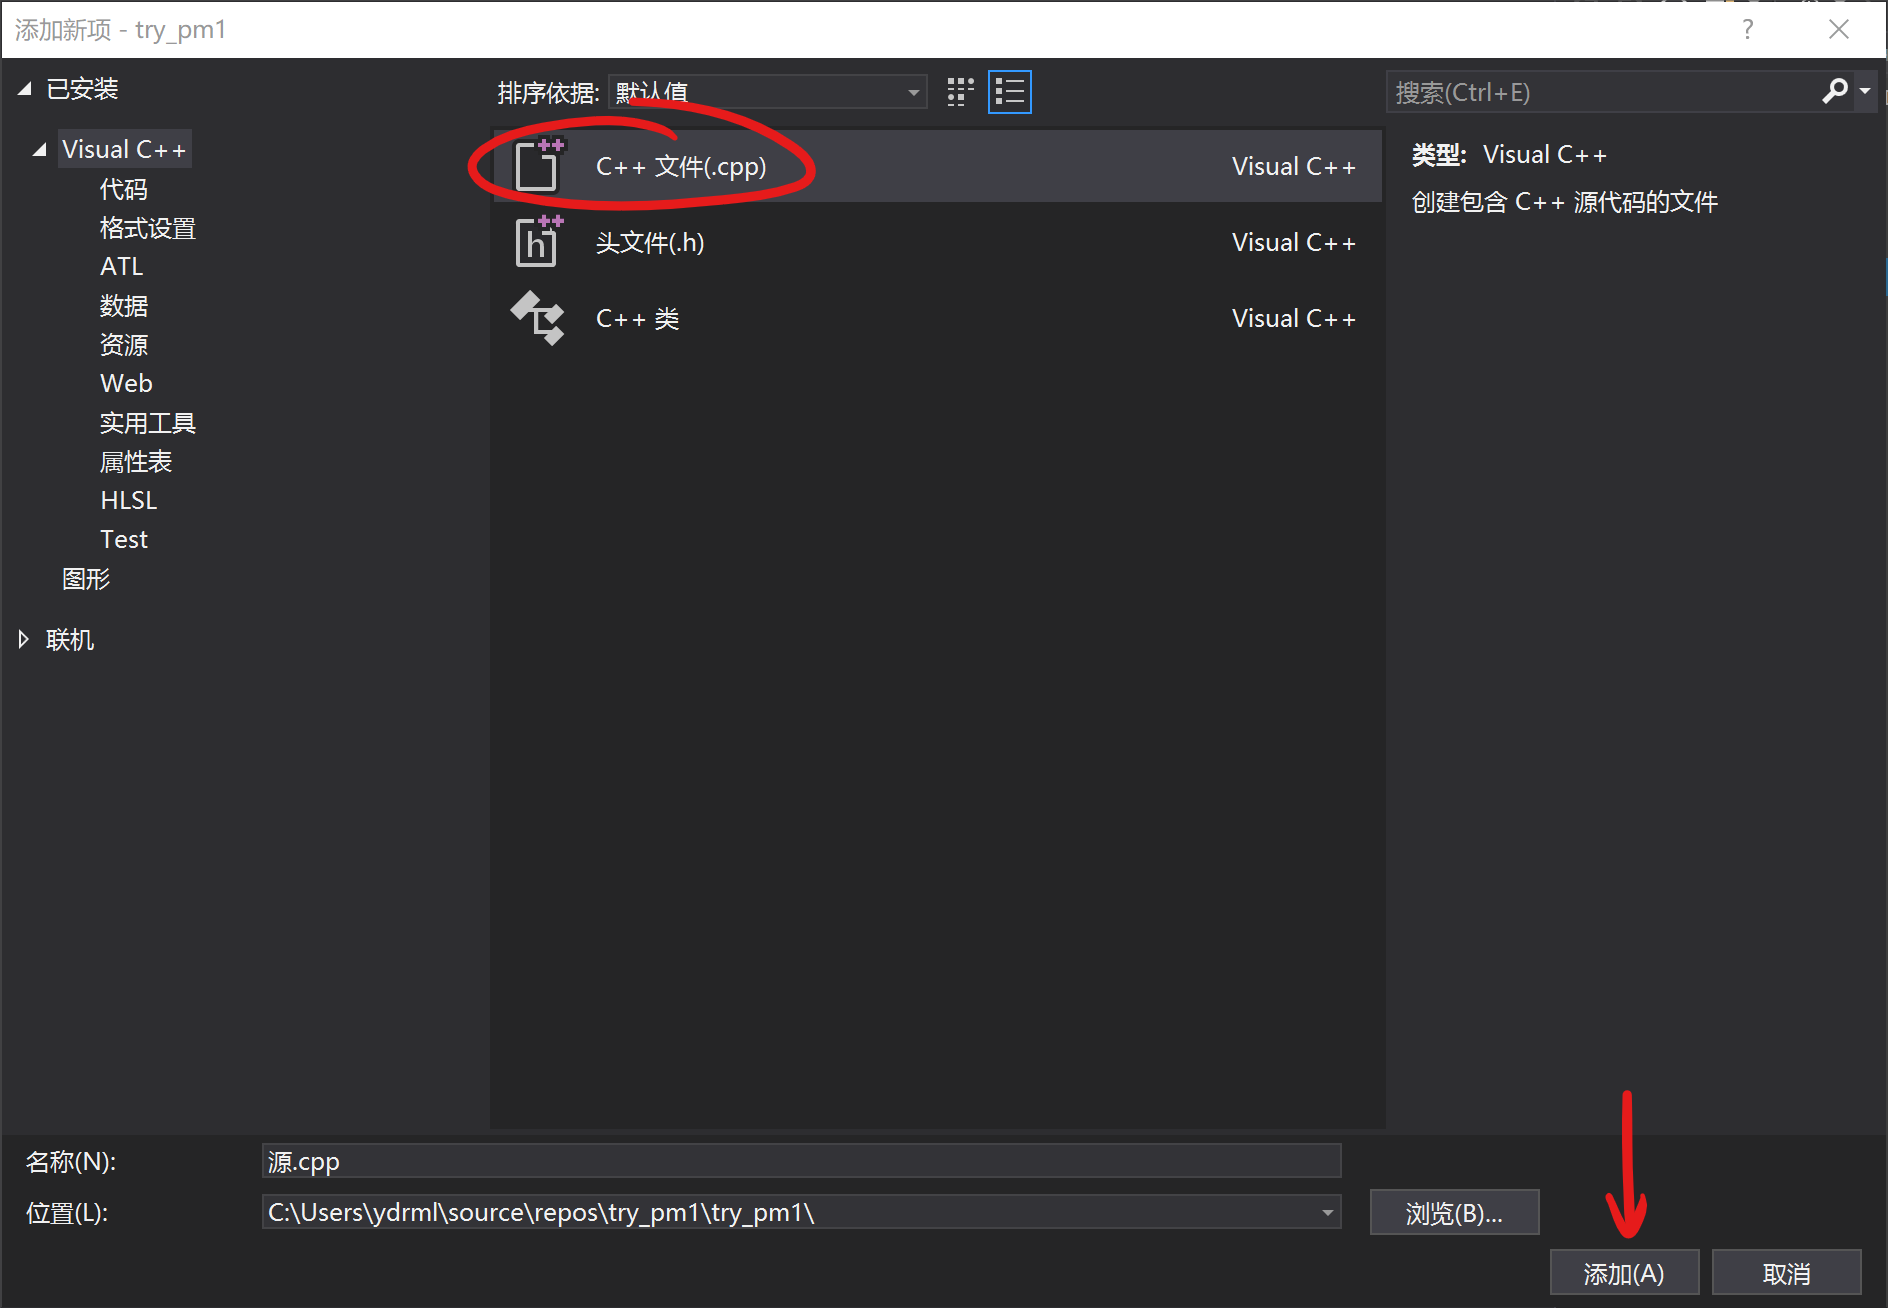 添加新项 - try_pm1
?
已安装
排序依据: 默认值
搜索(Ctrl+E)
Visual C++
代码
格式设置
ATL
数据
资源
Web
实用工具
属性表
HLSL
Test
图形
联机
C++ 文件(.cpp) Visual C++
头文件(.h) Visual C++
C++ 类 Visual C++
类型: Visual C++
创建包含 C++ 源代码的文件
名称(N): 源.cpp
位置(L): C:\Users\ydrml\source\repos\try_pm1\try_pm1\
浏览(B)...
添加(A) 取消